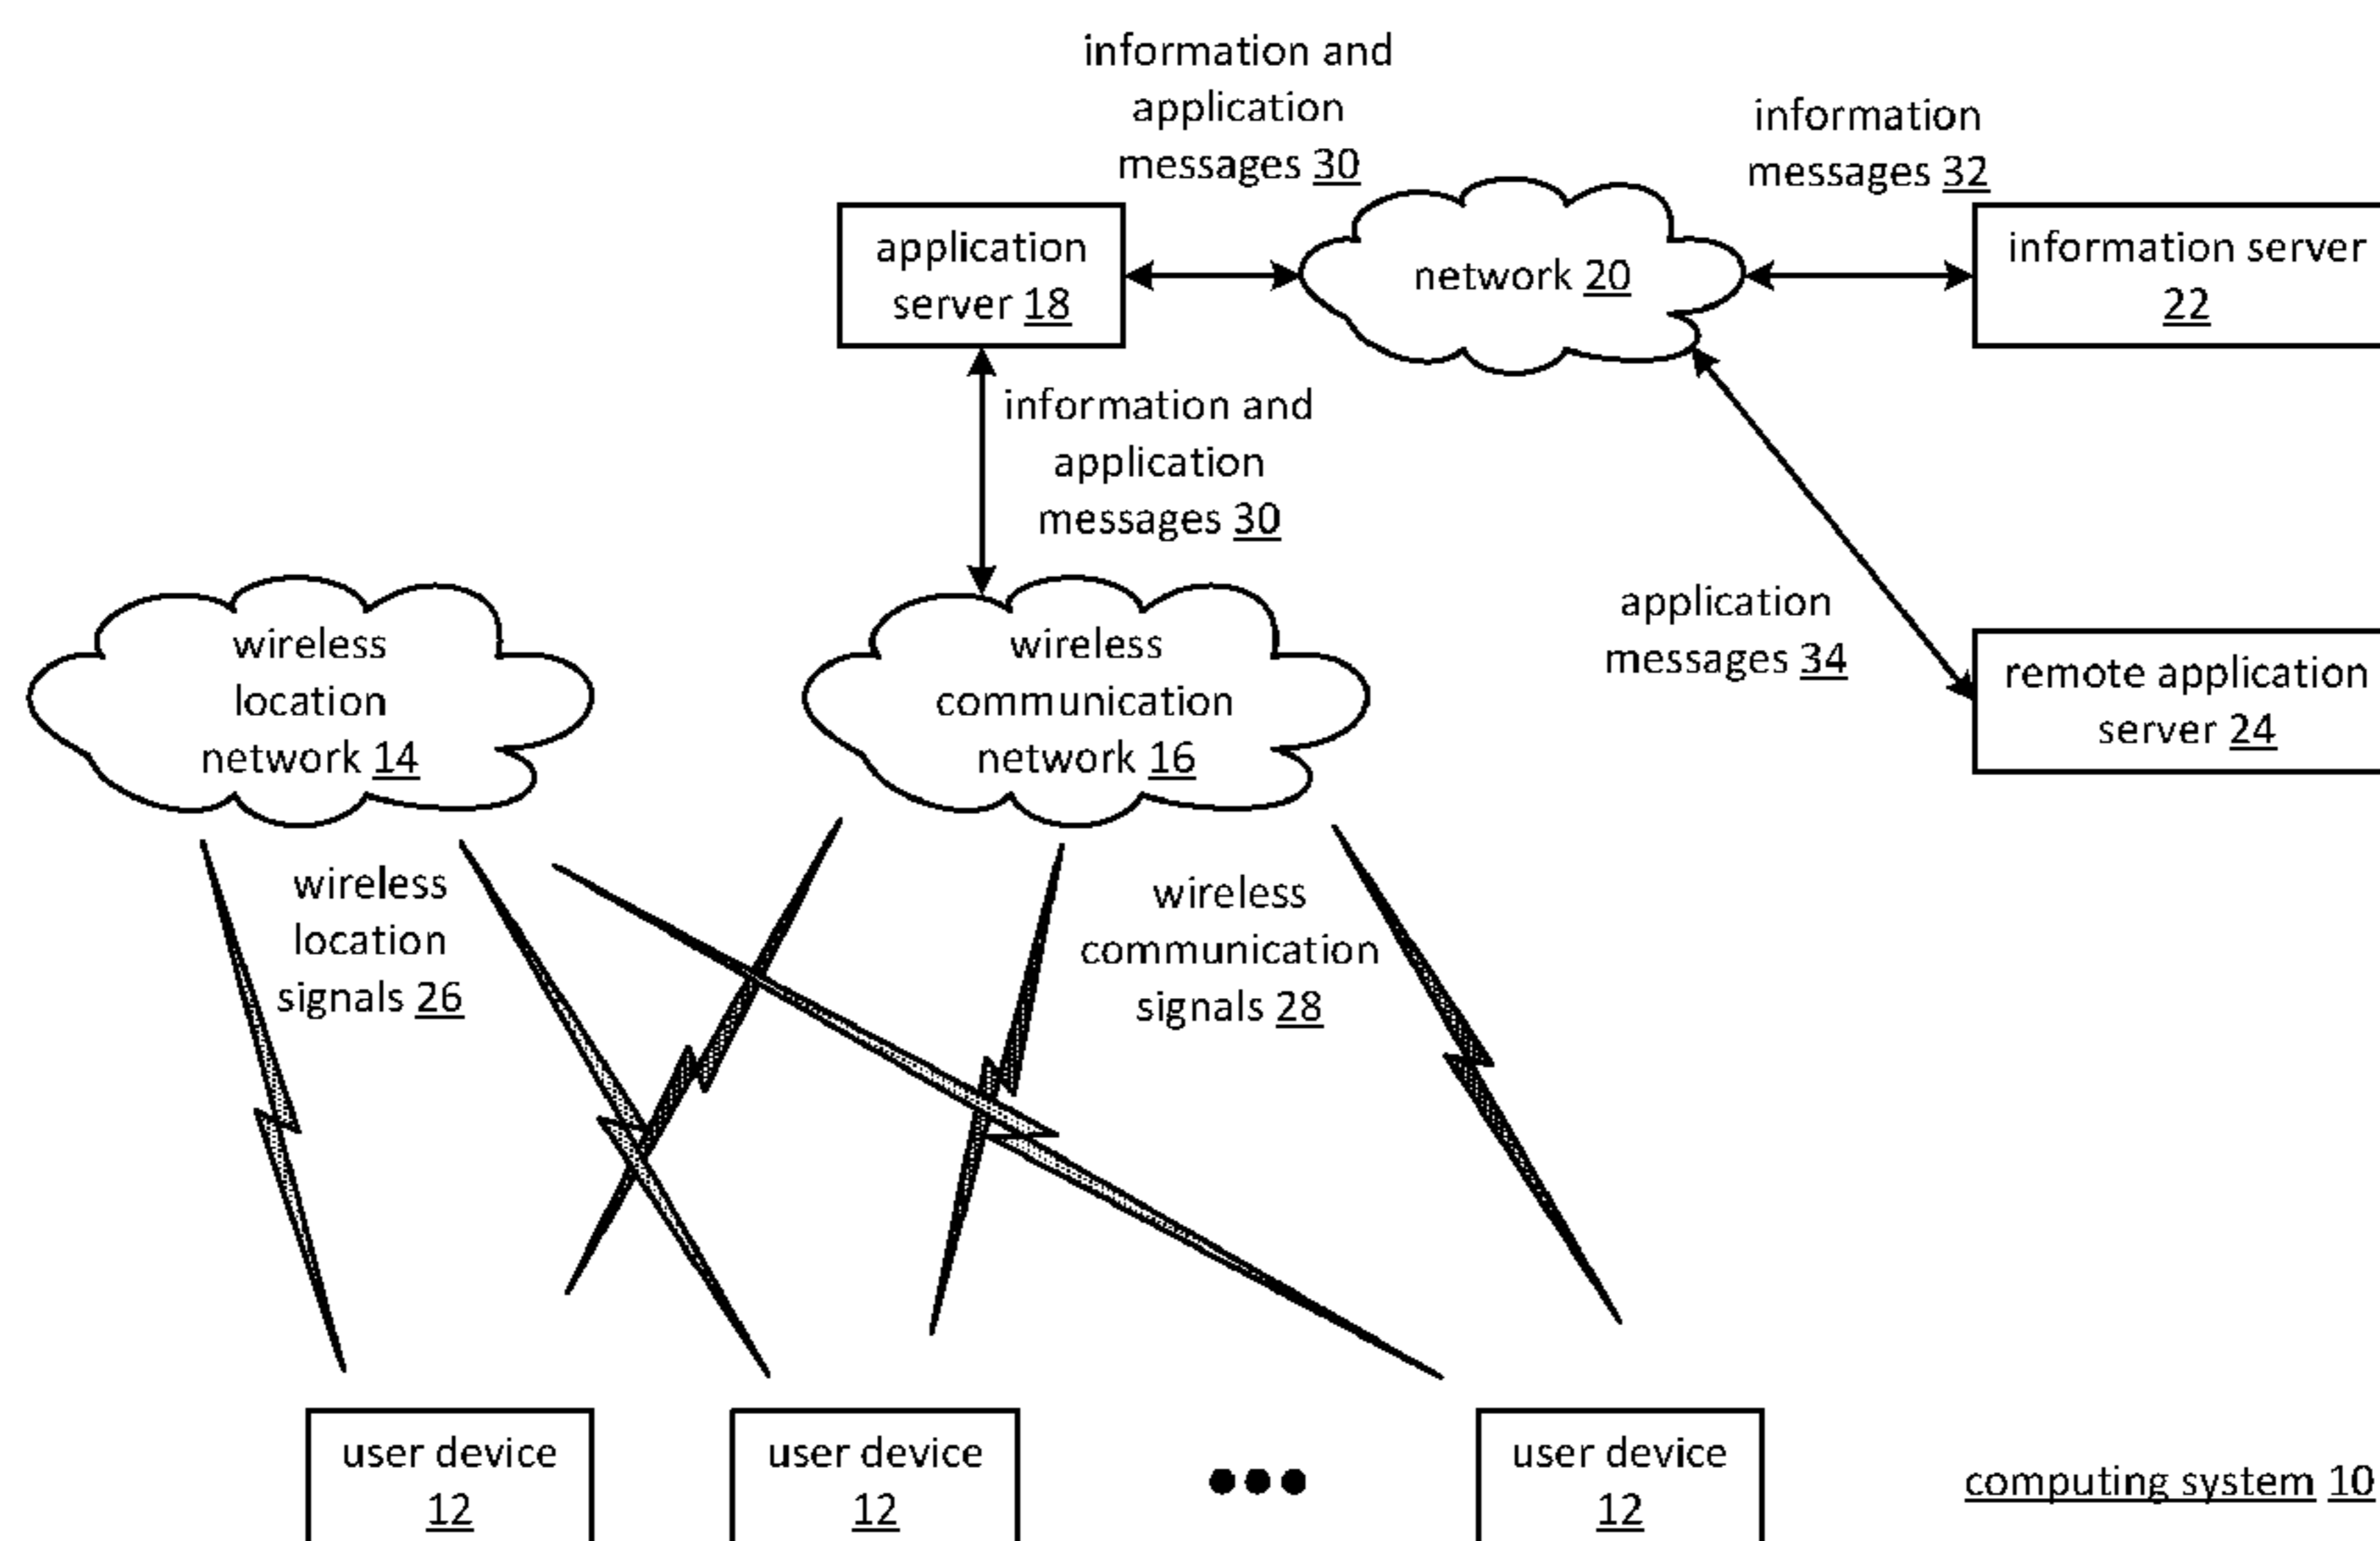 information and
application
messages 30
information
messages 32
application
server 18
network 20
information server
22
information and
application
messages 30
wireless
location
network 14
wireless
communication
network 16
application
messages 34
remote application
server 24
wireless
location
signals 26
wireless
communication
signals 28
user device
12
user device
12
user device
12
computing system 10